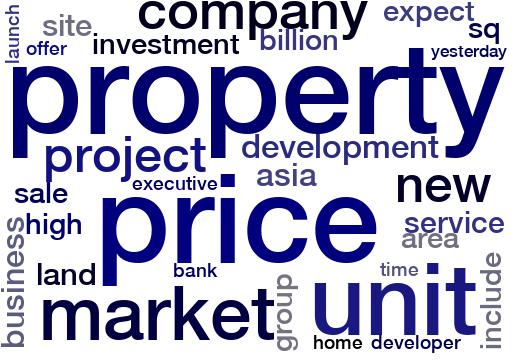 launch
site
company
expect
sq
offer
investment
billion
yesterday
property
project
development
asia
executive
new
sale
high
price
service
area
business
land
bank
time
market
group
unit
include
home
developer